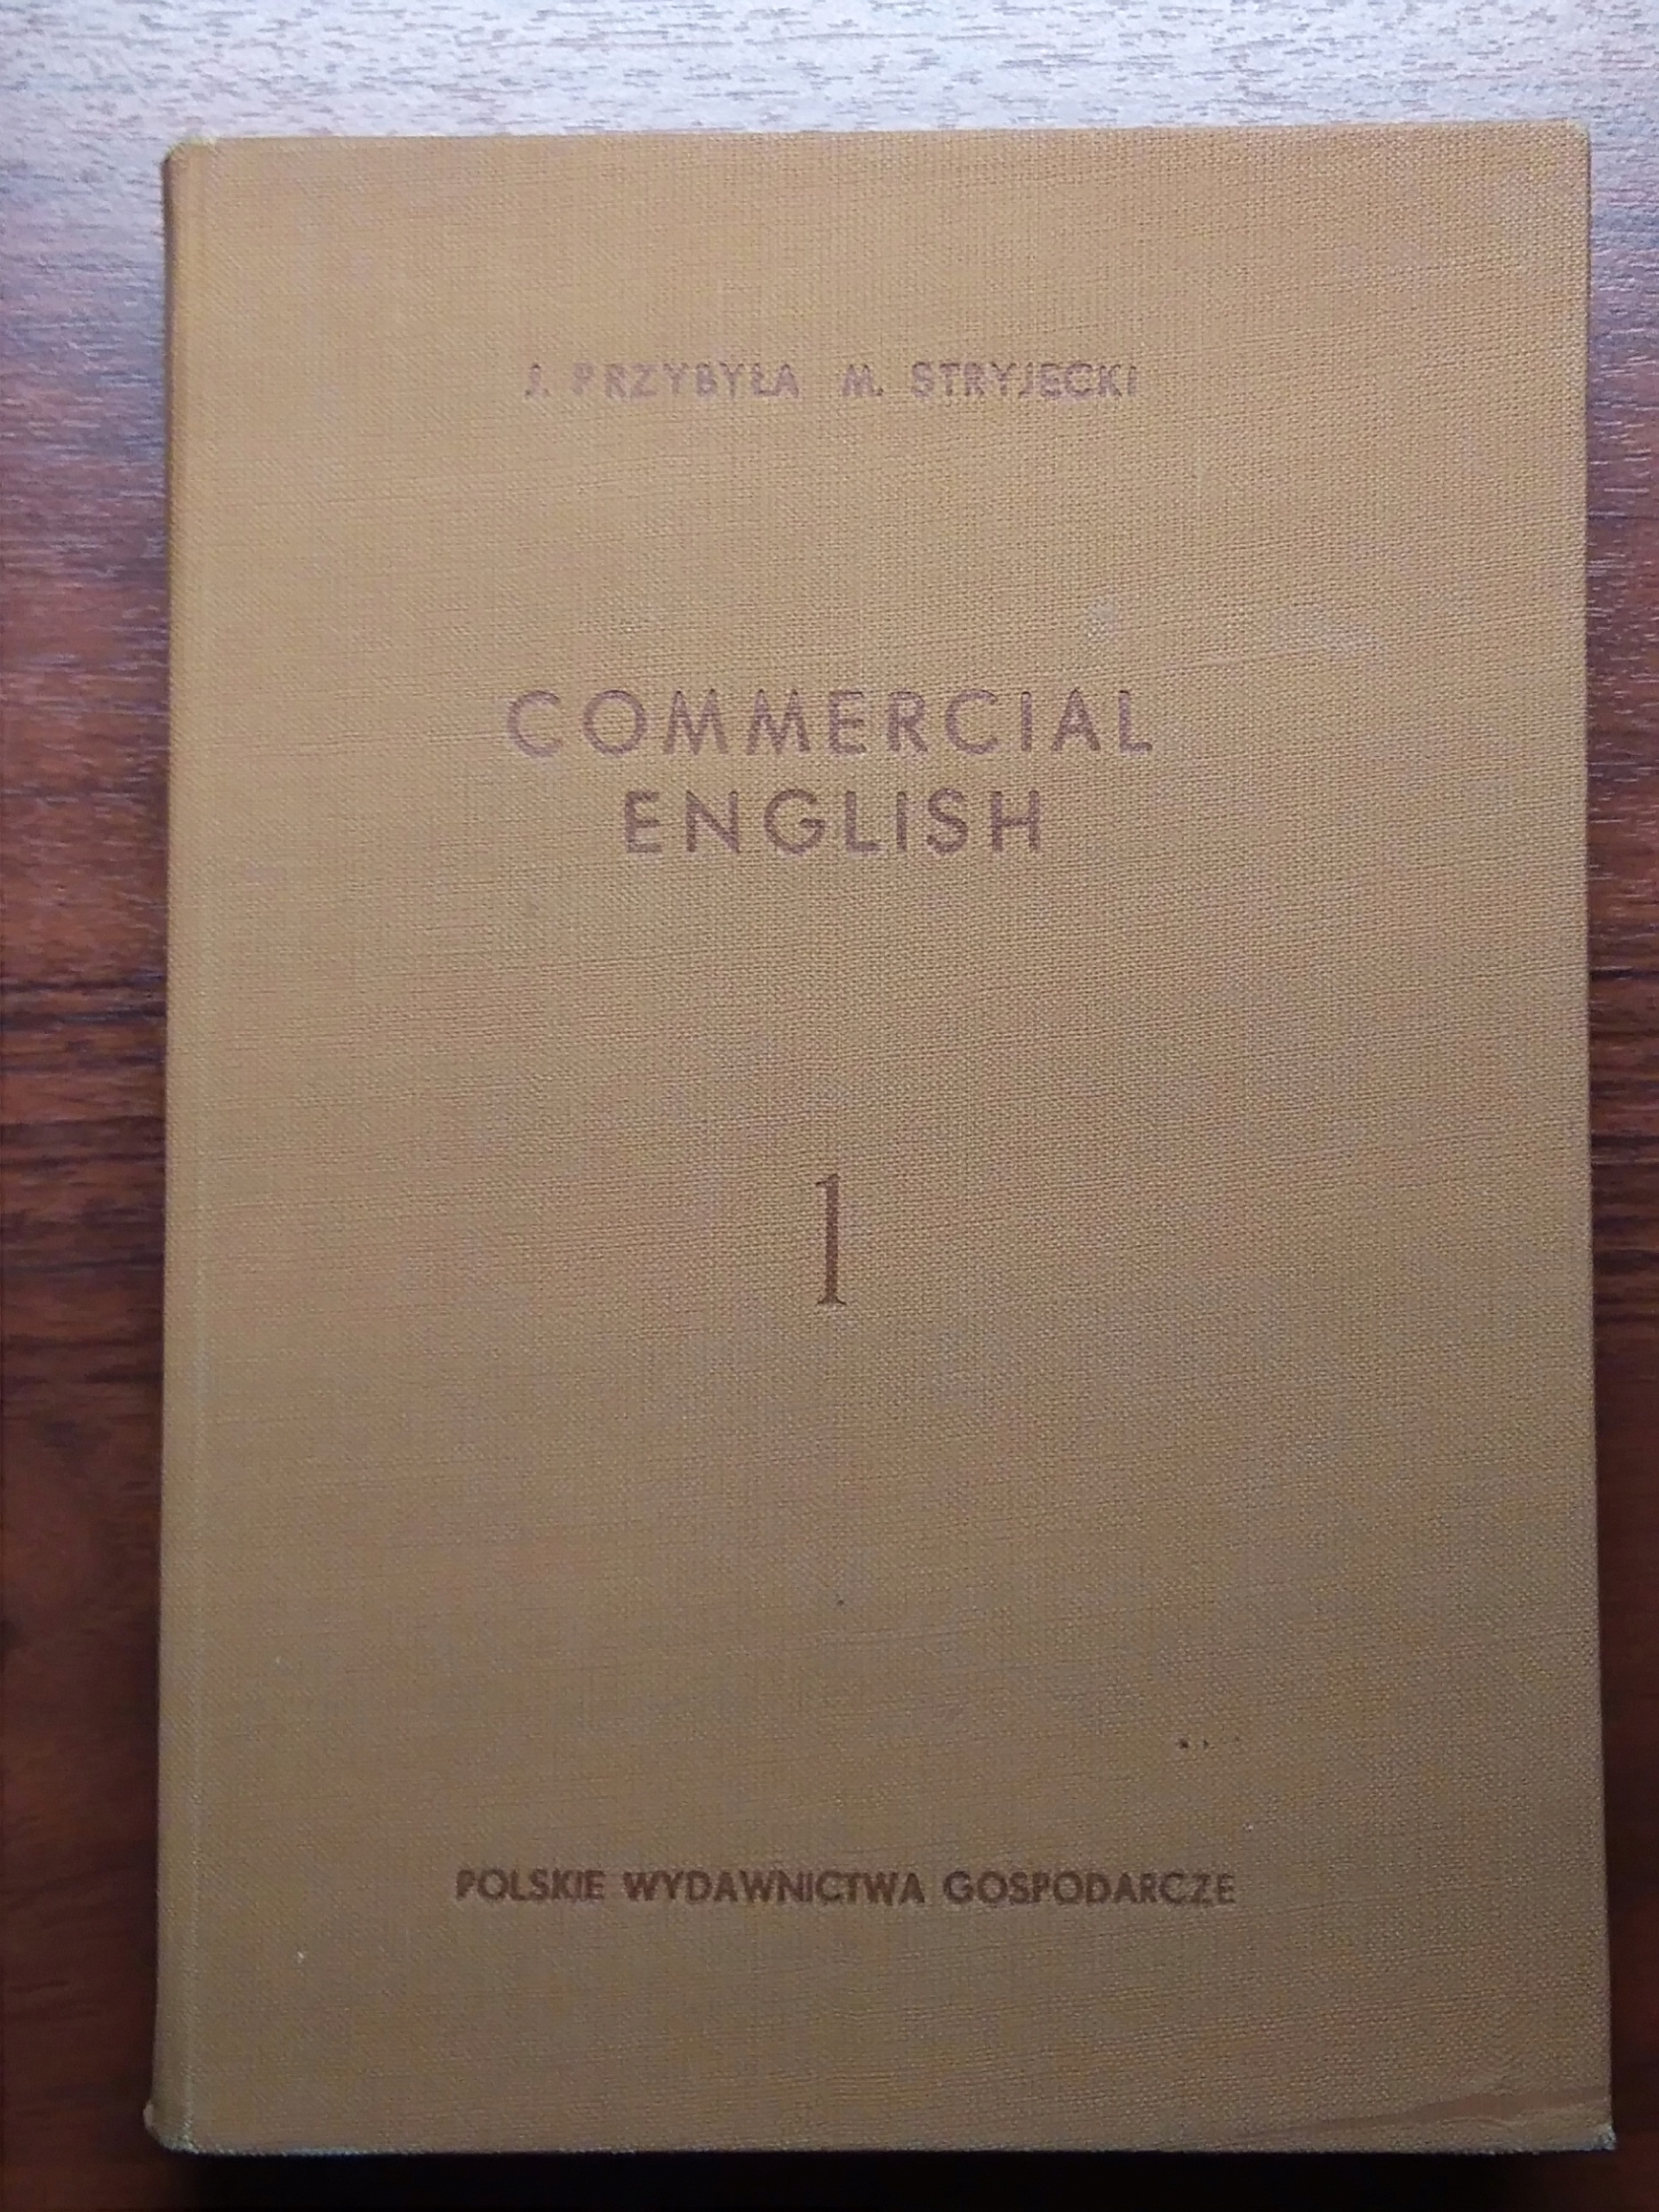 J. PRZYBYŁA M. STRYJECKI
COMMERCIAL
ENGLISH
1
POLSKIE WYDAWNICTWA GOSPODARCZE